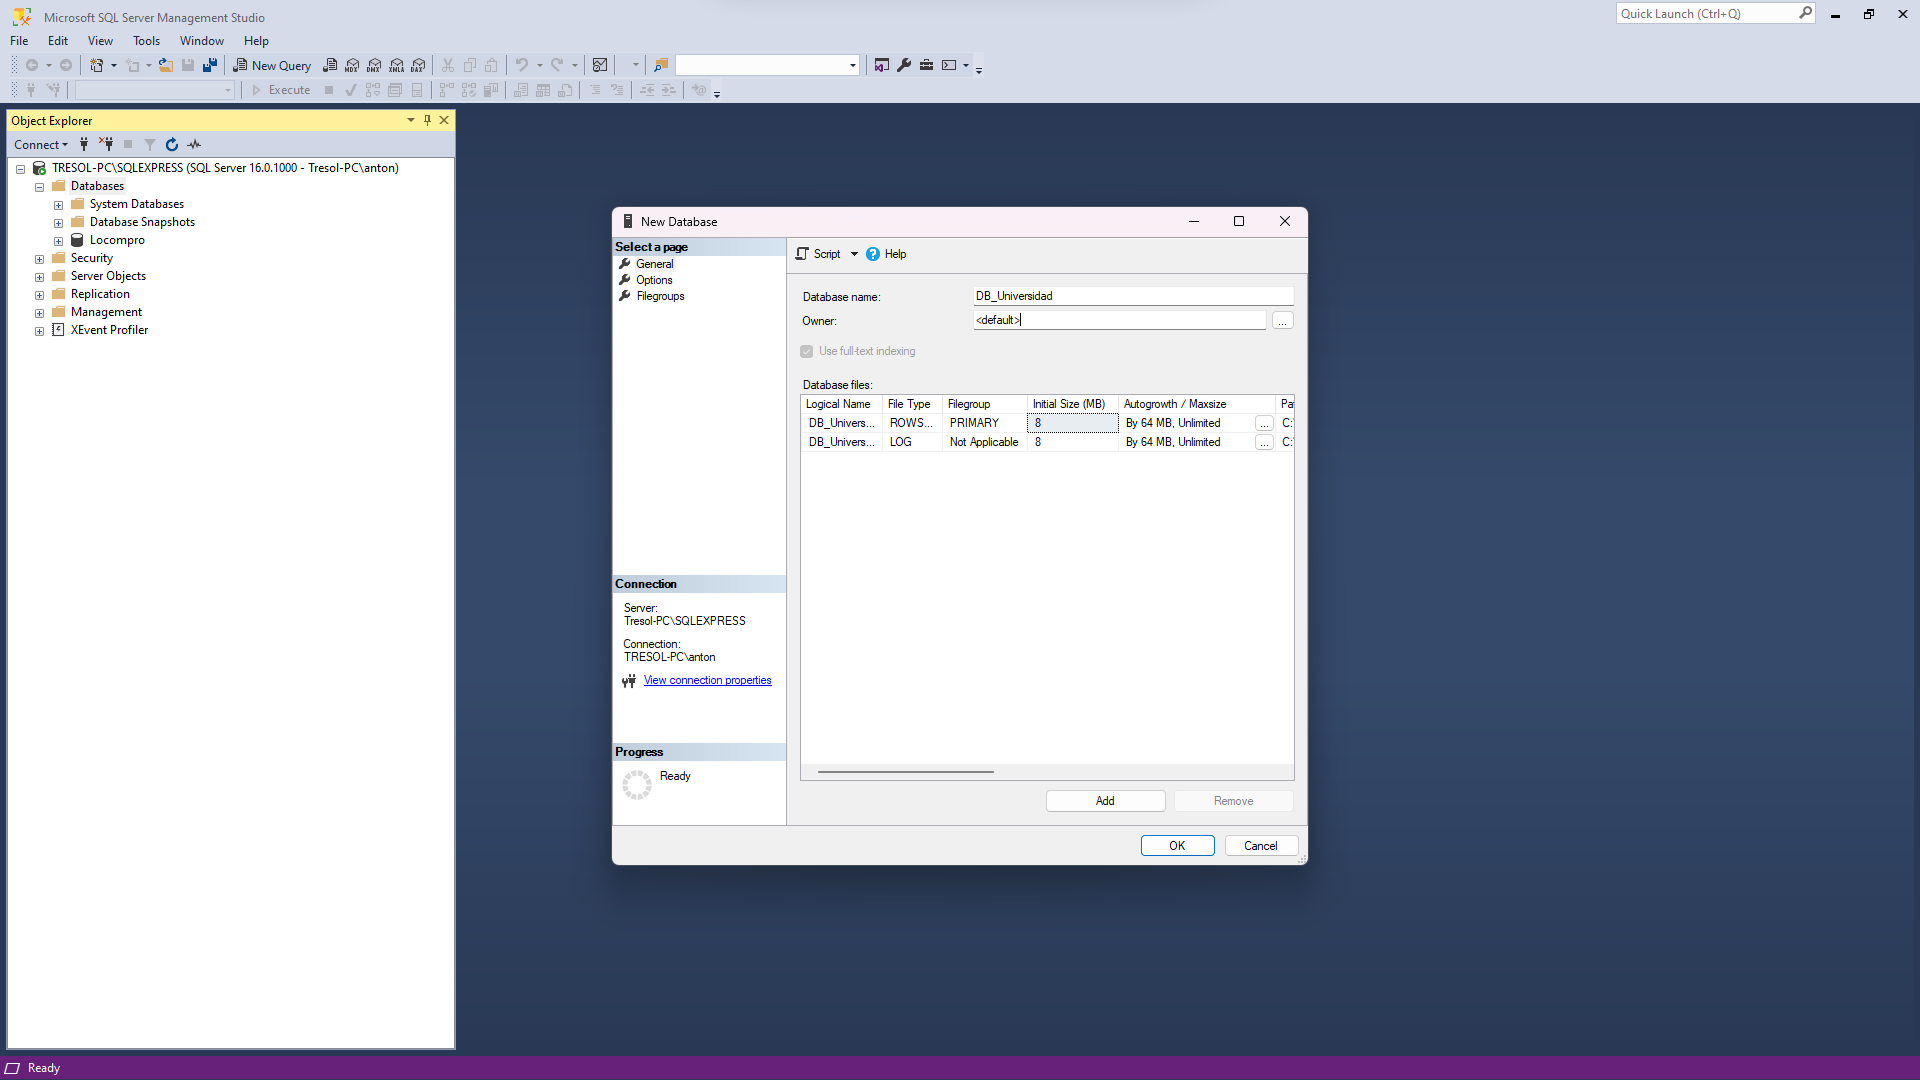 Microsoft SQL Server Management Studio
Quick Launch (Ctrl+Q)
File Edit View Tools Window Help
New Query MDX DMX XMLA DAX
Execute
Object Explorer
Connect
TRESOL-PC\SQLEXPRESS (SQL Server 16.0.1000 - Tresol-PC\anton)
Databases
System Databases
Database Snapshots
Locompro
Security
Server Objects
Replication
Management
XEvent Profiler
New Database
Select a page
General
Options
Filegroups
Connection
Server:
Tresol-PC\SQLEXPRESS
Connection:
TRESOL-PC\anton
View connection properties
Progress
Ready
Script Help
Database name: DB_Universidad
Owner: <default> ...
Use full-text indexing
Database files:
Logical Name File Type Filegroup Initial Size (MB) Autogrowth / Maxsize Pa
DB_Univers... ROWS... PRIMARY 8 By 64 MB, Unlimited ... C:
DB_Univers... LOG Not Applicable 8 By 64 MB, Unlimited ... C:
Add Remove
OK Cancel
Ready